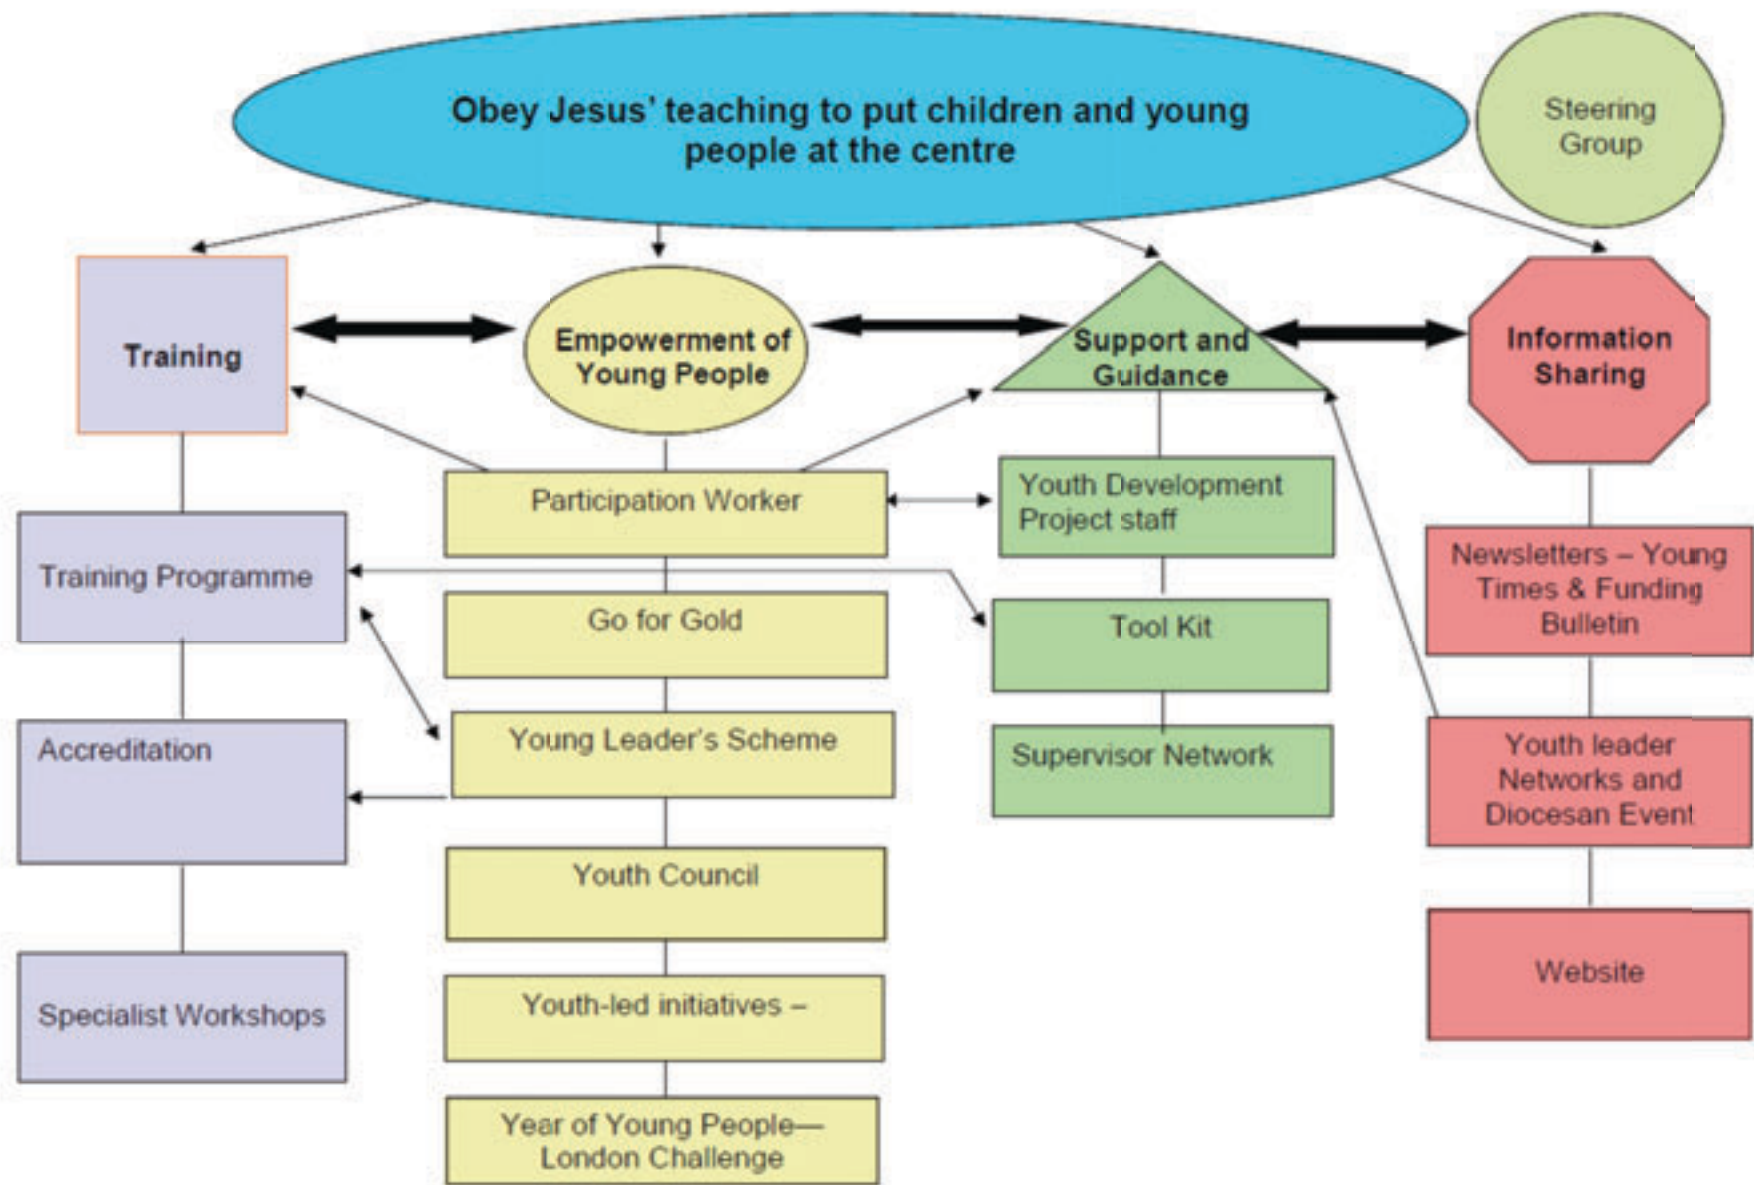 Obey Jesus' teaching to put children and young
people at the centre
Steering
Group
Training
Empowerment of
Young People
Support and
Guidance
Information
Sharing
Training Programme
Accreditation
Specialist Workshops
Participation Worker
Go for Gold
Young Leader's Scheme
Youth Council
Youth-led initiatives –
Year of Young People—
London Challenge
Youth Development
Project staff
Tool Kit
Supervisor Network
Newsletters – Young
Times & Funding
Bulletin
Youth leader
Networks and
Diocesan Event
Website